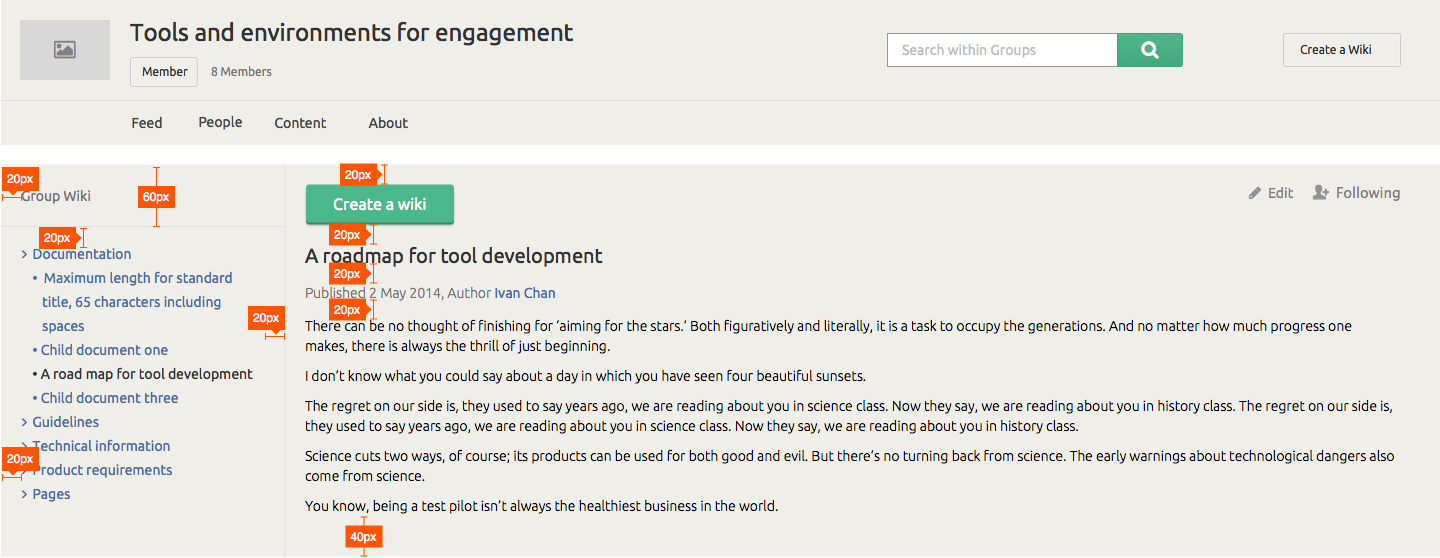 Tools and environments for engagement
Member
8 Members
Search within Groups
Create a Wiki
Feed
People
Content
About
20px
Group Wiki
60px
20px
› Documentation
• Maximum length for standard
title, 65 characters including
spaces
20px
• Child document one
• A road map for tool development
• Child document three
› Guidelines
› Technical information
20px
› Product requirements
› Pages
20px
Create a wiki
Edit
Following
20px
A roadmap for tool development
20px
Published 2 May 2014, Author Ivan Chan
20px
There can be no thought of finishing for ‘aiming for the stars.’ Both figuratively and literally, it is a task to occupy the generations. And no matter how much progress one
makes, there is always the thrill of just beginning.
I don’t know what you could say about a day in which you have seen four beautiful sunsets.
The regret on our side is, they used to say years ago, we are reading about you in science class. Now they say, we are reading about you in history class. The regret on our side is,
they used to say years ago, we are reading about you in science class. Now they say, we are reading about you in history class.
Science cuts two ways, of course; its products can be used for both good and evil. But there’s no turning back from science. The early warnings about technological dangers also
come from science.
You know, being a test pilot isn’t always the healthiest business in the world.
40px